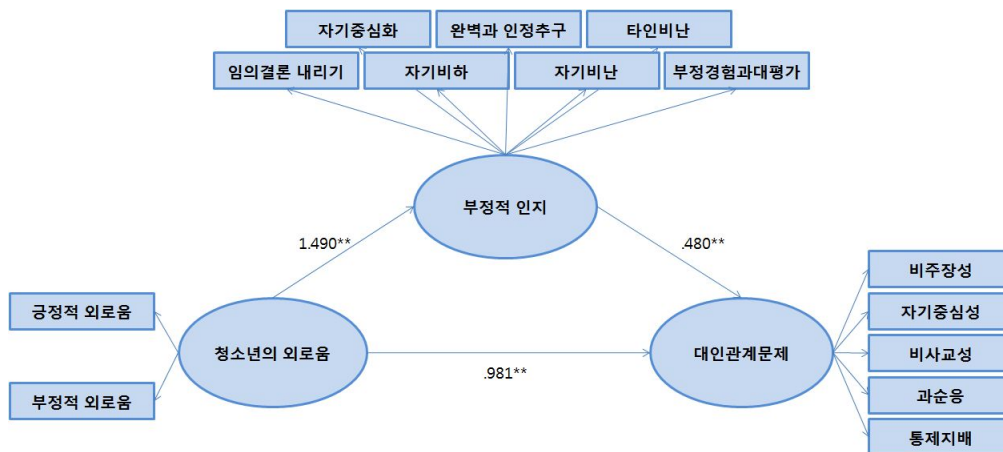 자기중심화
완벽과 인정추구
타인비난
임의결론 내리기
자기비하
자기비난
부정경험과대평가
부정적 인지
1.490**
.480**
비주장성
긍정적 외로움
자기중심성
청소년의 외로움
대인관계문제
비사교성
.981**
부정적 외로움
과순용
통제지배